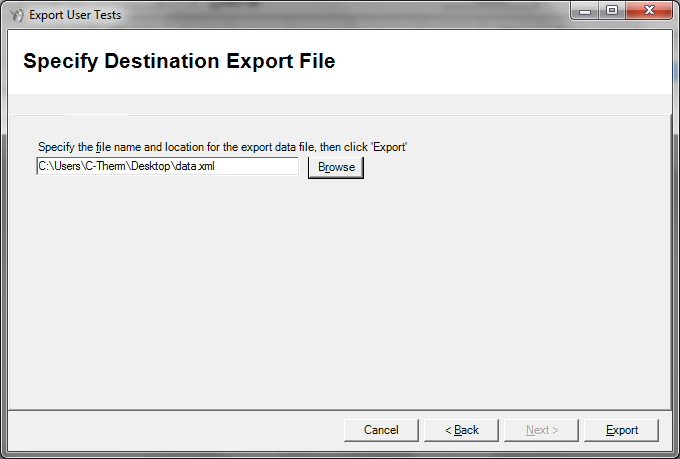 Export User Tests
Specify Destination Export File
Specify the file name and location for the export data file, then click 'Export'
C:\Users\C-Therm\Desktop\data.xml
Browse
Cancel
< Back
Next >
Export